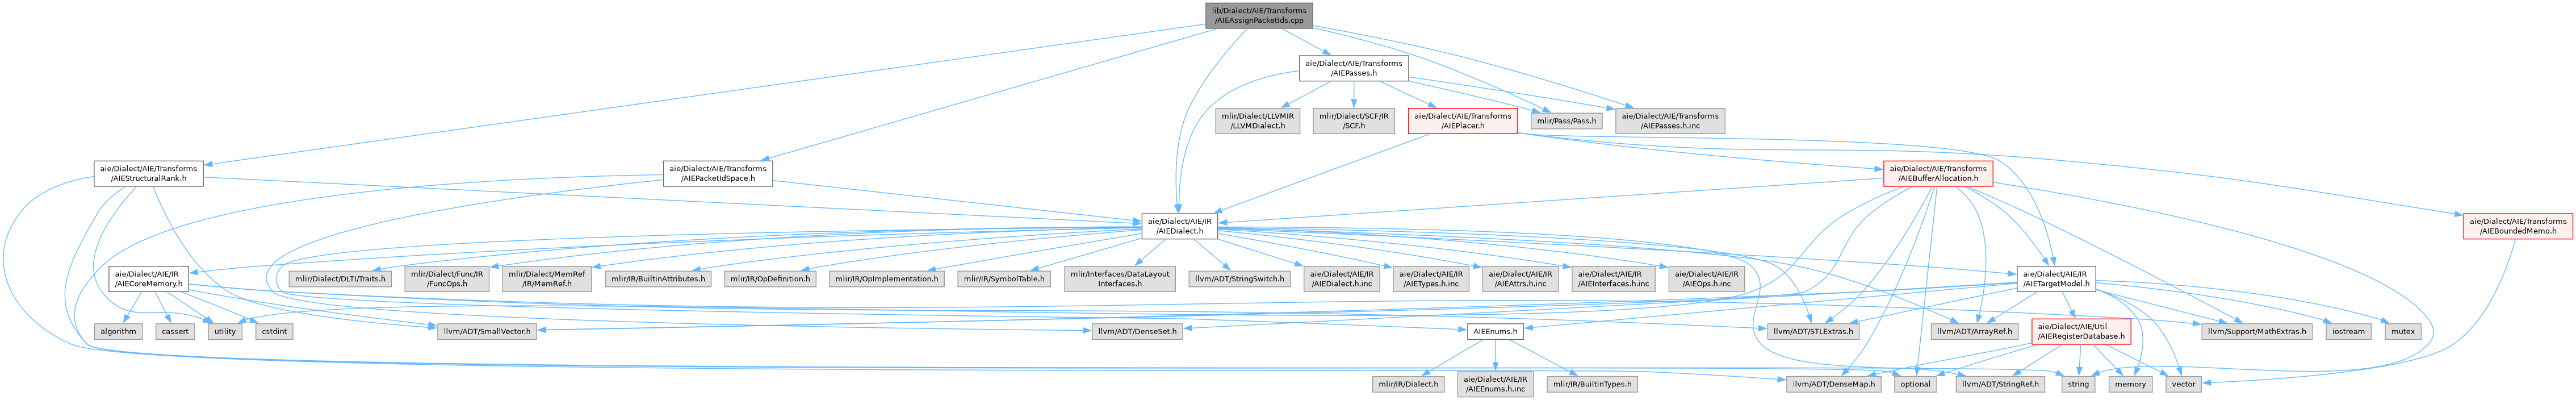 lib/Dialect/AIE/Transforms
/AIEAssignPacketIds.cpp
aie/Dialect/AIE/Transforms
/AIEPasses.h
mlir/Dialect/LLVMIR
/LLVMDialect.h
mlir/Dialect/SCF/IR
/SCF.h
aie/Dialect/AIE/Transforms
/AIEPlacer.h
mlir/Pass/Pass.h
aie/Dialect/AIE/Transforms
/AIEPasses.h.inc
aie/Dialect/AIE/Transforms
/AIEStructuralRank.h
aie/Dialect/AIE/Transforms
/AIEPacketIdSpace.h
aie/Dialect/AIE/Transforms
/AIEBufferAllocation.h
aie/Dialect/AIE/IR
/AIEDialect.h
aie/Dialect/AIE/Transforms
/AIEBoundedMemo.h
aie/Dialect/AIE/IR
/AIECoreMemory.h
mlir/Dialect/DLTI/Traits.h
mlir/Dialect/Func/IR
/FuncOps.h
mlir/Dialect/MemRef
/IR/MemRef.h
mlir/IR/BuiltinAttributes.h
mlir/IR/OpDefinition.h
mlir/IR/OpImplementation.h
mlir/IR/SymbolTable.h
mlir/Interfaces/DataLayout
Interfaces.h
llvm/ADT/StringSwitch.h
aie/Dialect/AIE/IR
/AIEDialect.h.inc
aie/Dialect/AIE/IR
/AIETypes.h.inc
aie/Dialect/AIE/IR
/AIEAttrs.h.inc
aie/Dialect/AIE/IR
/AIEInterfaces.h.inc
aie/Dialect/AIE/IR
/AIEOps.h.inc
aie/Dialect/AIE/IR
/AIETargetModel.h
algorithm
cassert
utility
cstdint
llvm/ADT/SmallVector.h
llvm/ADT/DenseSet.h
AIEEnums.h
llvm/ADT/STLExtras.h
llvm/ADT/ArrayRef.h
aie/Dialect/AIE/Util
/AIERegisterDatabase.h
llvm/Support/MathExtras.h
iostream
mutex
mlir/IR/Dialect.h
aie/Dialect/AIE/IR
/AIEEnums.h.inc
mlir/IR/BuiltinTypes.h
llvm/ADT/DenseMap.h
optional
llvm/ADT/StringRef.h
string
memory
vector